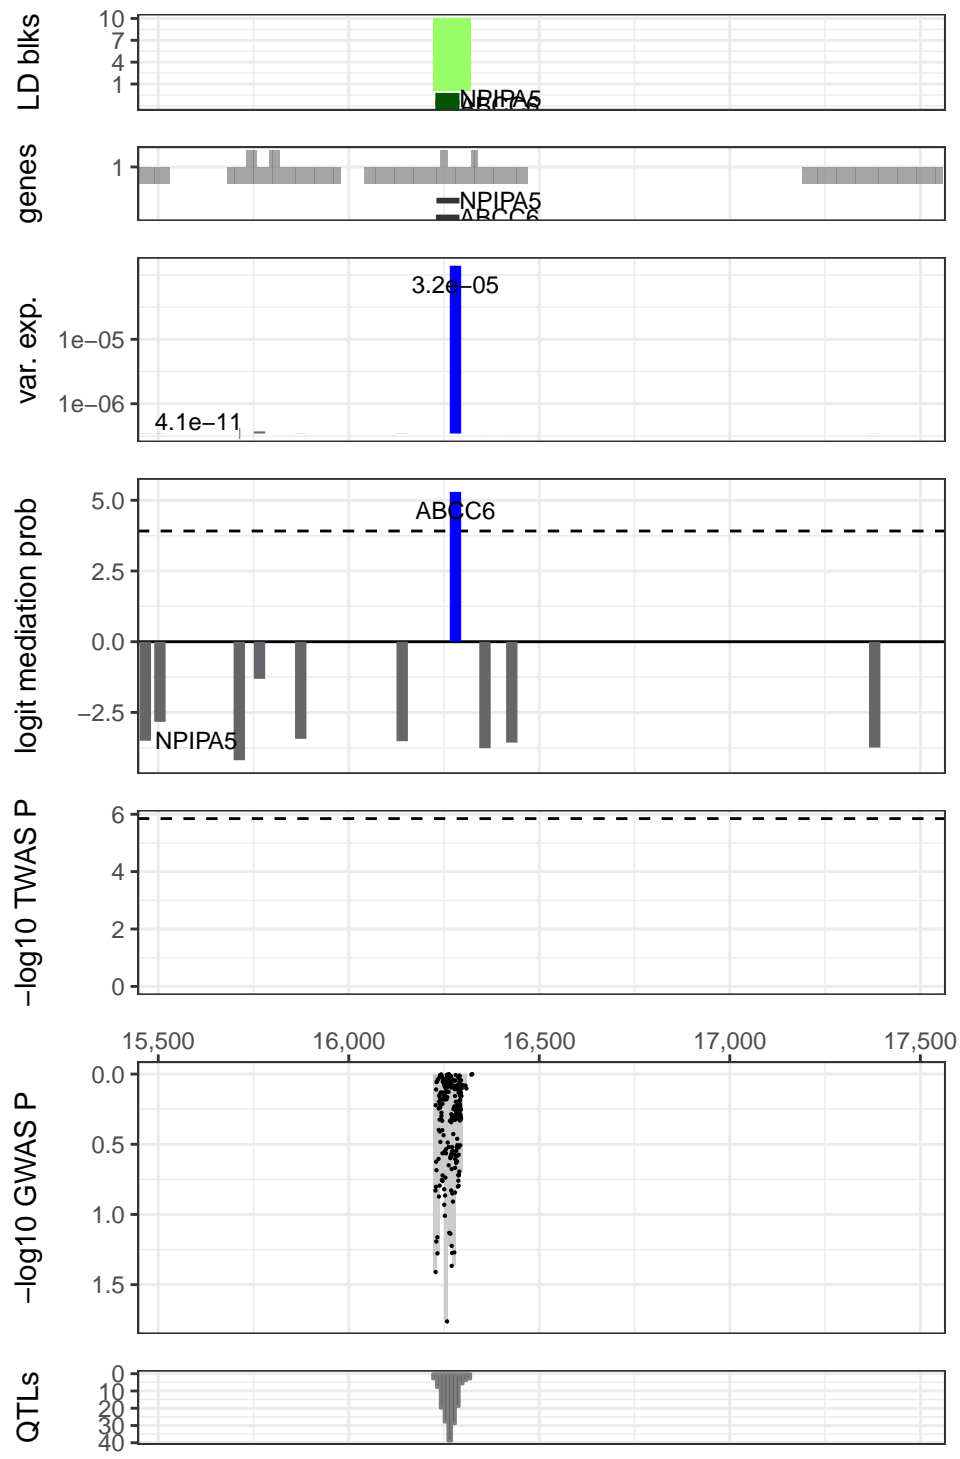 LD blks
10
7
4
1
NPIPA5
ABCC6
genes
1
NPIPA5
ABCC6
var. exp.
1e−05
1e−06
3.2e−05
4.1e−11
logit mediation prob
5.0
2.5
0.0
−2.5
ABCC6
NPIPA5
−log10 TWAS P
6
4
2
0
15,500 16,000 16,500 17,000 17,500
−log10 GWAS P
0.0
0.5
1.0
1.5
QTLs
0
10
20
30
40